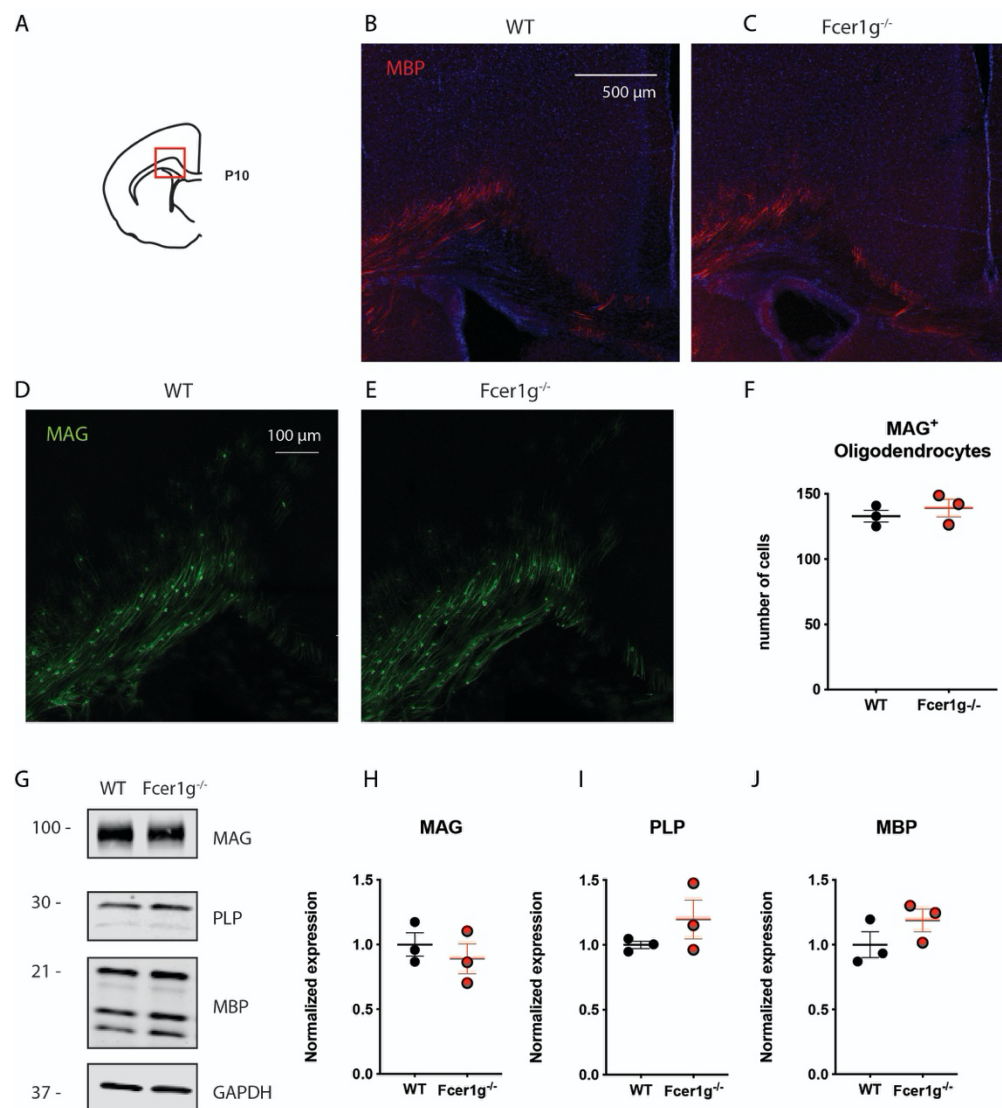 A
P10
B
WT
MBP
500 μm
C
Fcer1g-/-
D
WT
MAG
100 μm
E
Fcer1g-/-
F
MAG+
Oligodendrocytes
number of cells
150
100
50
0
WT Fcer1g-/-
G
WT Fcer1g-/-
100 -
MAG
30 -
PLP
21 -
MBP
37 -
GAPDH
H
MAG
Normalized expression
1.5
1.0
0.5
0.0
WT Fcer1g-/-
I
PLP
Normalized expression
1.5
1.0
0.5
0.0
WT Fcer1g-/-
J
MBP
Normalized expression
1.5
1.0
0.5
0.0
WT Fcer1g-/-